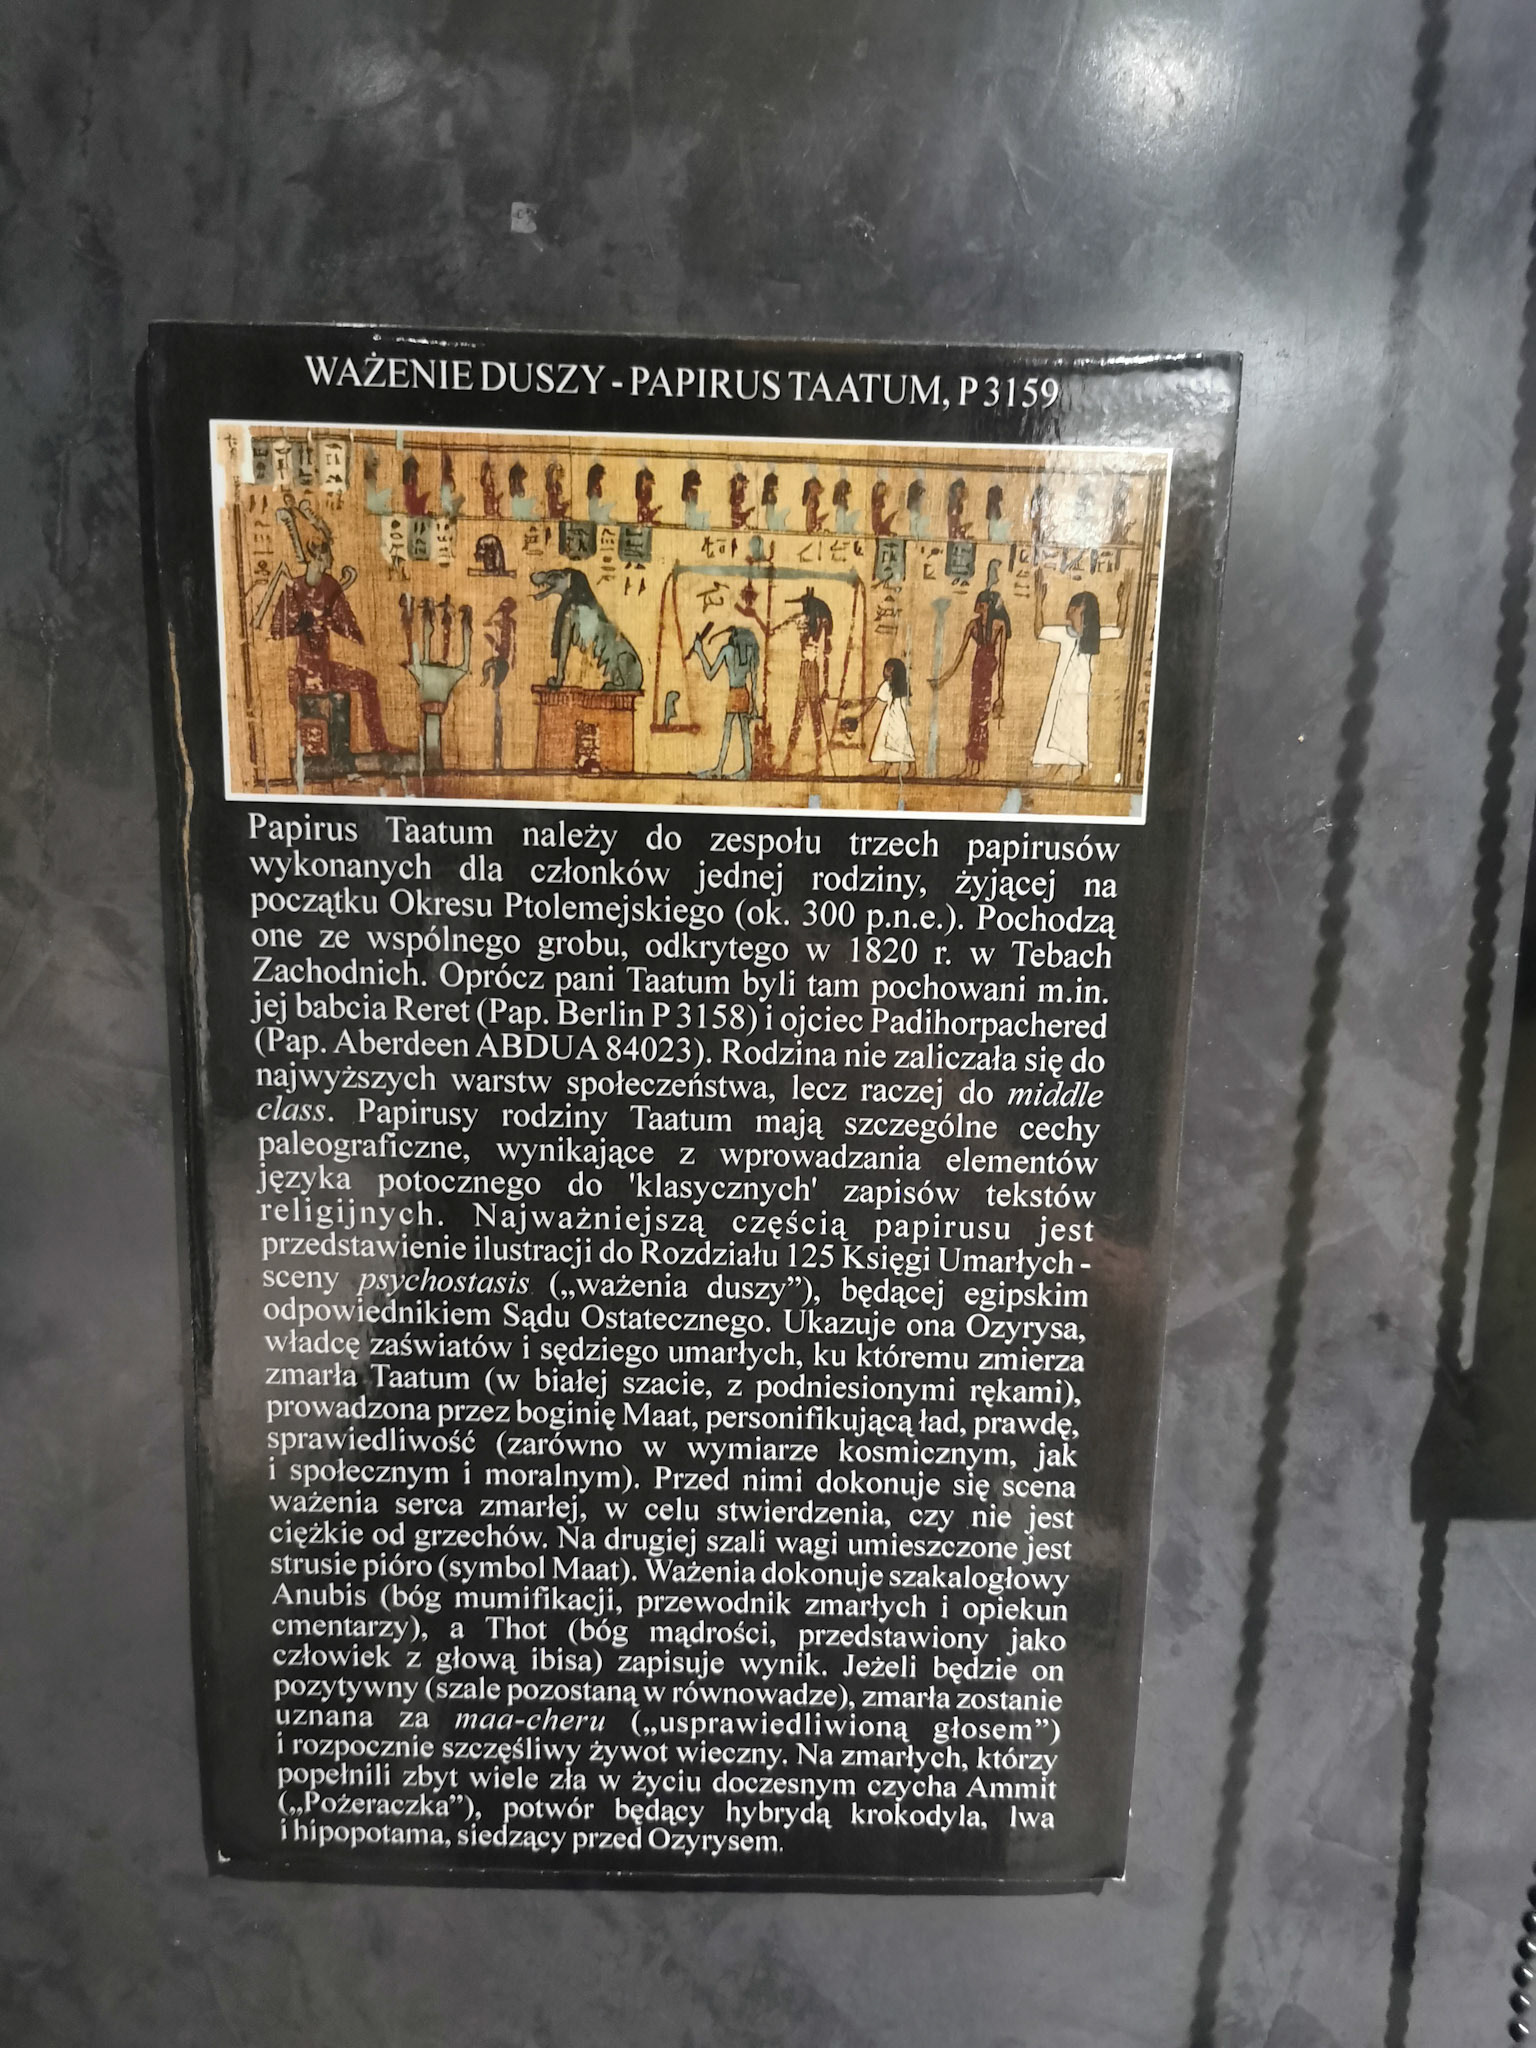 WAŻENIE DUSZY - PAPIRUS TAATUM, P 3159
Papirus Taatum należy do zespołu trzech papirusów
wykonanych dla członków jednej rodziny, żyjącej na
początku Okresu Ptolemejskiego (ok. 300 p.n.e.). Pochodzą
one ze wspólnego grobu, odkrytego w 1820 r. w Tebach
Zachodnich. Oprócz pani Taatum byli tam pochowani m.in.
jej babcia Reret (Pap. Berlin P 3158) i ojciec Padihorpachered
(Pap. Aberdeen ABDUA 84023). Rodzina nie zaliczała się do
najwyższych warstw społeczeństwa, lecz raczej do middle
class. Papirusy rodziny Taatum mają szczególne cechy
paleograficzne, wynikające z wprowadzania elementów
języka potocznego do 'klasycznych' zapisów tekstów
religijnych. Najważniejszą częścią papirusu jest
przedstawienie ilustracji do Rozdziału 125 Księgi Umarłych -
sceny psychostasis („ważenia duszy”), będącej egipskim
odpowiednikiem Sądu Ostatecznego. Ukazuje ona Ozyrysa,
władcę zaświatów i sędziego umarłych, ku któremu zmierza
zmarła Taatum (w białej szacie, z podniesionymi rękami),
prowadzona przez boginię Maat, personifikującą ład, prawdę,
sprawiedliwość (zarówno w wymiarze kosmicznym, jak
i społecznym i moralnym). Przed nimi dokonuje się scena
ważenia serca zmarłej, w celu stwierdzenia, czy nie jest
ciężkie od grzechów. Na drugiej szali wagi umieszczone jest
strusie pióro (symbol Maat). Ważenia dokonuje szakalogłowy
Anubis (bóg mumifikacji, przewodnik zmarłych i opiekun
cmentarzy), a Thot (bóg mądrości, przedstawiony jako
człowiek z głową ibisa) zapisuje wynik. Jeżeli będzie on
pozytywny (szale pozostaną w równowadze), zmarła zostanie
uznana za maa-cheru („usprawiedliwioną głosem”)
i rozpocznie szczęśliwy żywot wieczny. Na zmarłych, którzy
popełnili zbyt wiele zła w życiu doczesnym czycha Ammit
(„Pożeraczka”), potwór będący hybrydą krokodyla, lwa
i hipopotama, siedzący przed Ozyrysem.